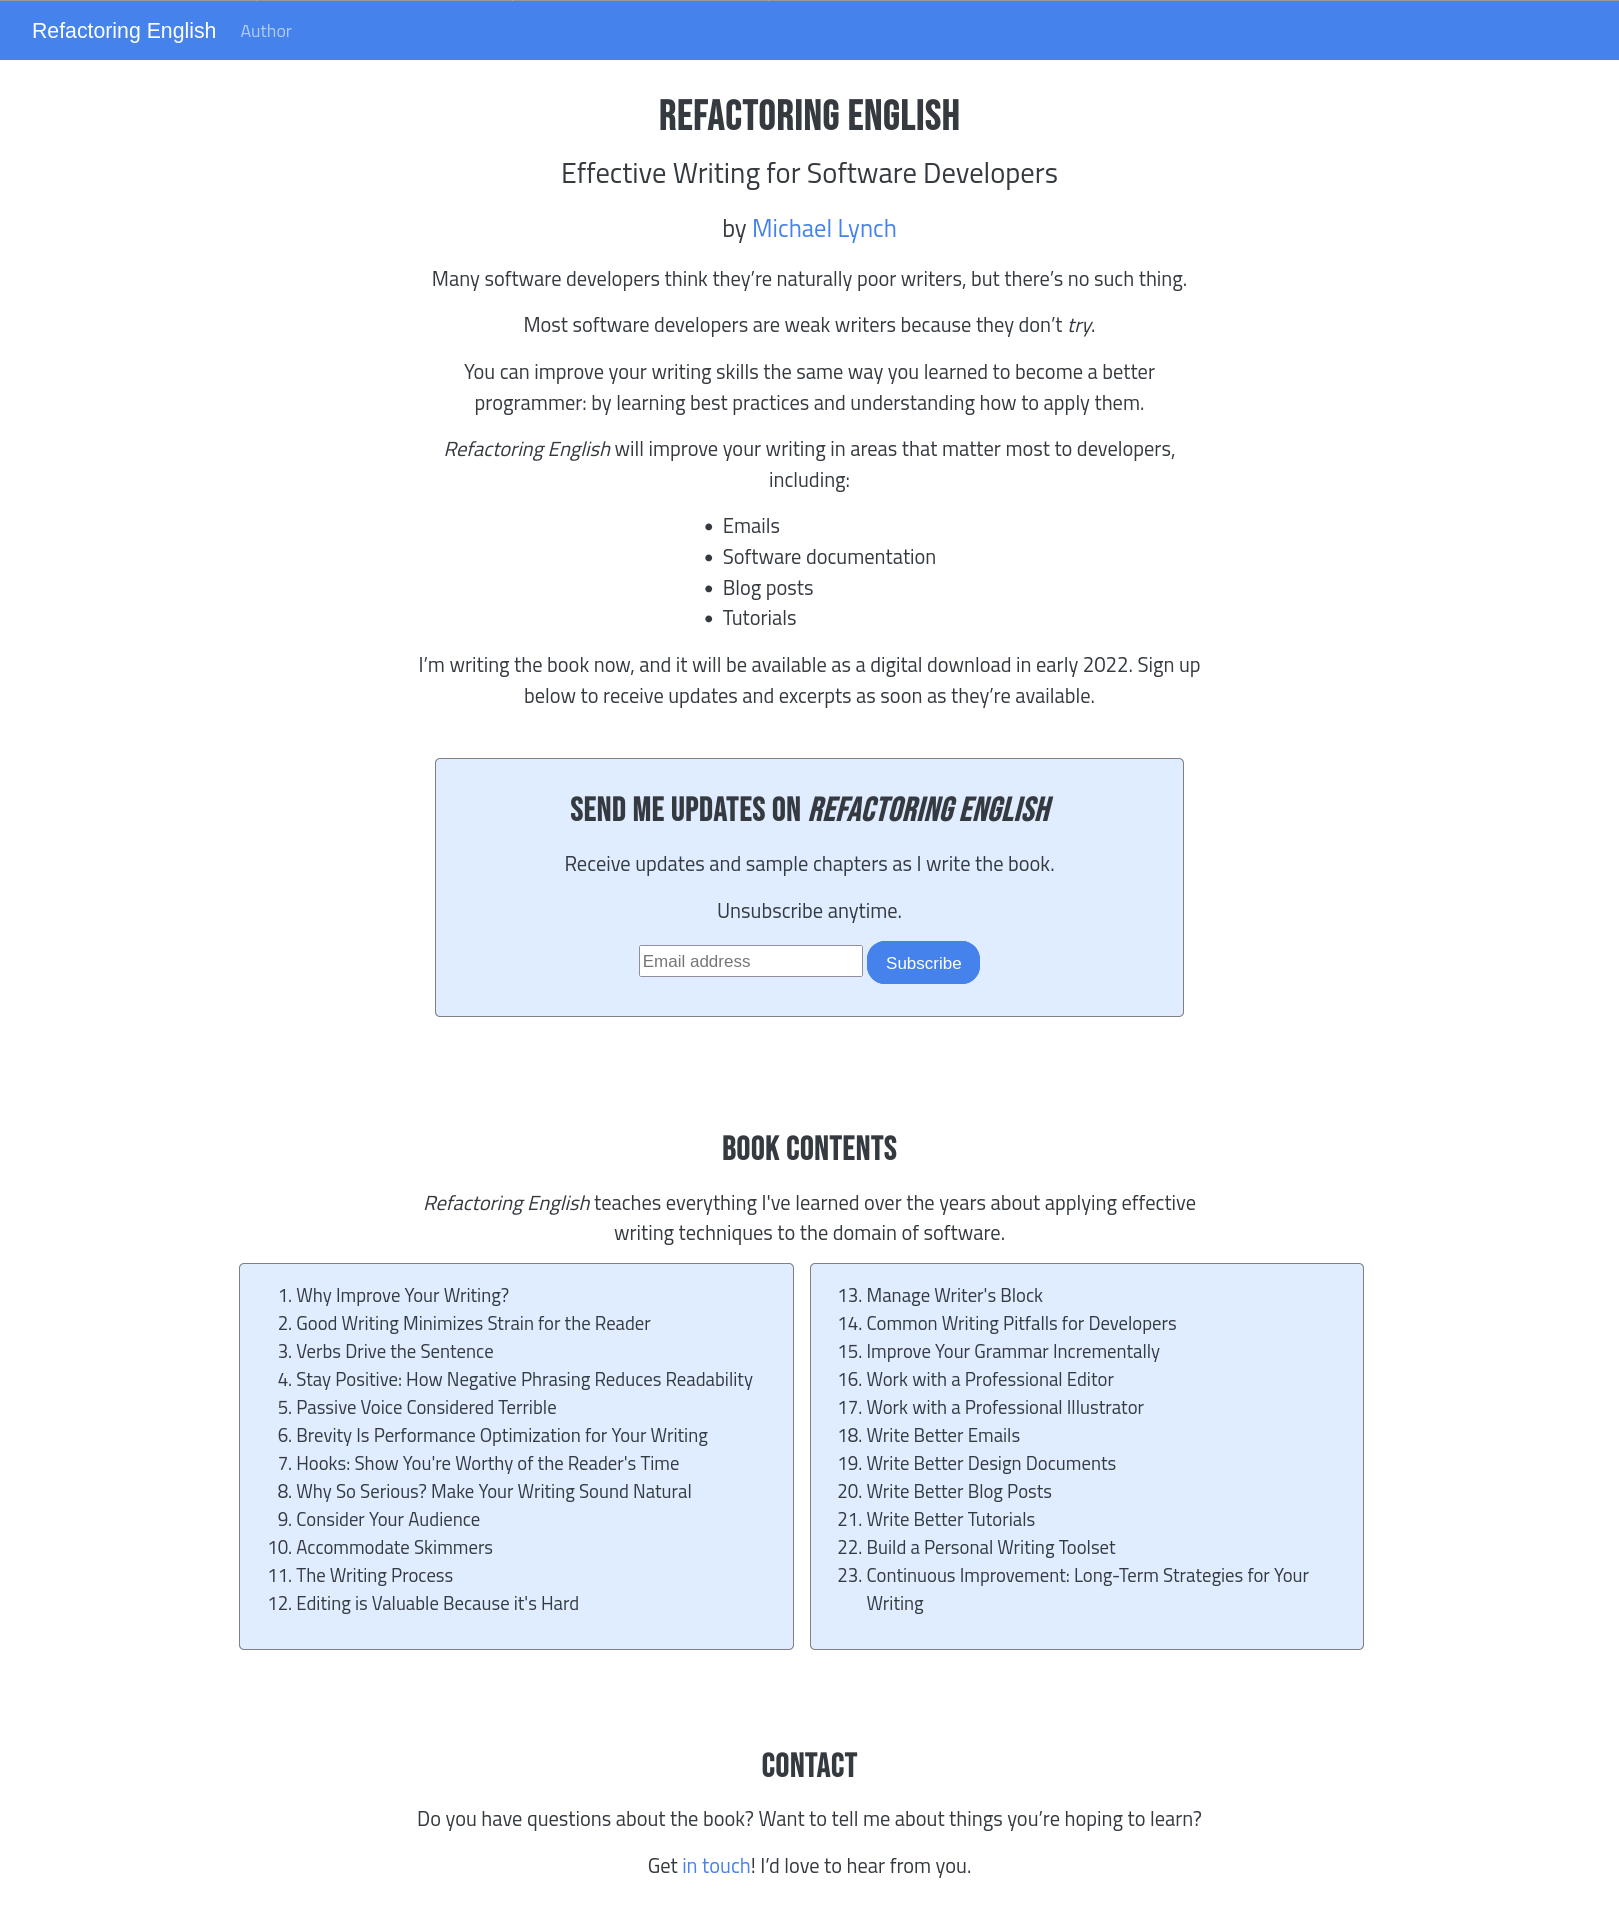 Refactoring English Author
REFACTORING ENGLISH
Effective Writing for Software Developers
by Michael Lynch
Many software developers think they’re naturally poor writers, but there’s no such thing.
Most software developers are weak writers because they don’t try.
You can improve your writing skills the same way you learned to become a better
programmer: by learning best practices and understanding how to apply them.
Refactoring English will improve your writing in areas that matter most to developers,
including:
• Emails
• Software documentation
• Blog posts
• Tutorials
I’m writing the book now, and it will be available as a digital download in early 2022. Sign up
below to receive updates and excerpts as soon as they’re available.
SEND ME UPDATES ON REFACTORING ENGLISH
Receive updates and sample chapters as I write the book.
Unsubscribe anytime.
Email address Subscribe
BOOK CONTENTS
Refactoring English teaches everything I've learned over the years about applying effective
writing techniques to the domain of software.
1. Why Improve Your Writing?
2. Good Writing Minimizes Strain for the Reader
3. Verbs Drive the Sentence
4. Stay Positive: How Negative Phrasing Reduces Readability
5. Passive Voice Considered Terrible
6. Brevity Is Performance Optimization for Your Writing
7. Hooks: Show You're Worthy of the Reader's Time
8. Why So Serious? Make Your Writing Sound Natural
9. Consider Your Audience
10. Accommodate Skimmers
11. The Writing Process
12. Editing is Valuable Because it's Hard
13. Manage Writer's Block
14. Common Writing Pitfalls for Developers
15. Improve Your Grammar Incrementally
16. Work with a Professional Editor
17. Work with a Professional Illustrator
18. Write Better Emails
19. Write Better Design Documents
20. Write Better Blog Posts
21. Write Better Tutorials
22. Build a Personal Writing Toolset
23. Continuous Improvement: Long-Term Strategies for Your
Writing
CONTACT
Do you have questions about the book? Want to tell me about things you’re hoping to learn?
Get in touch! I’d love to hear from you.